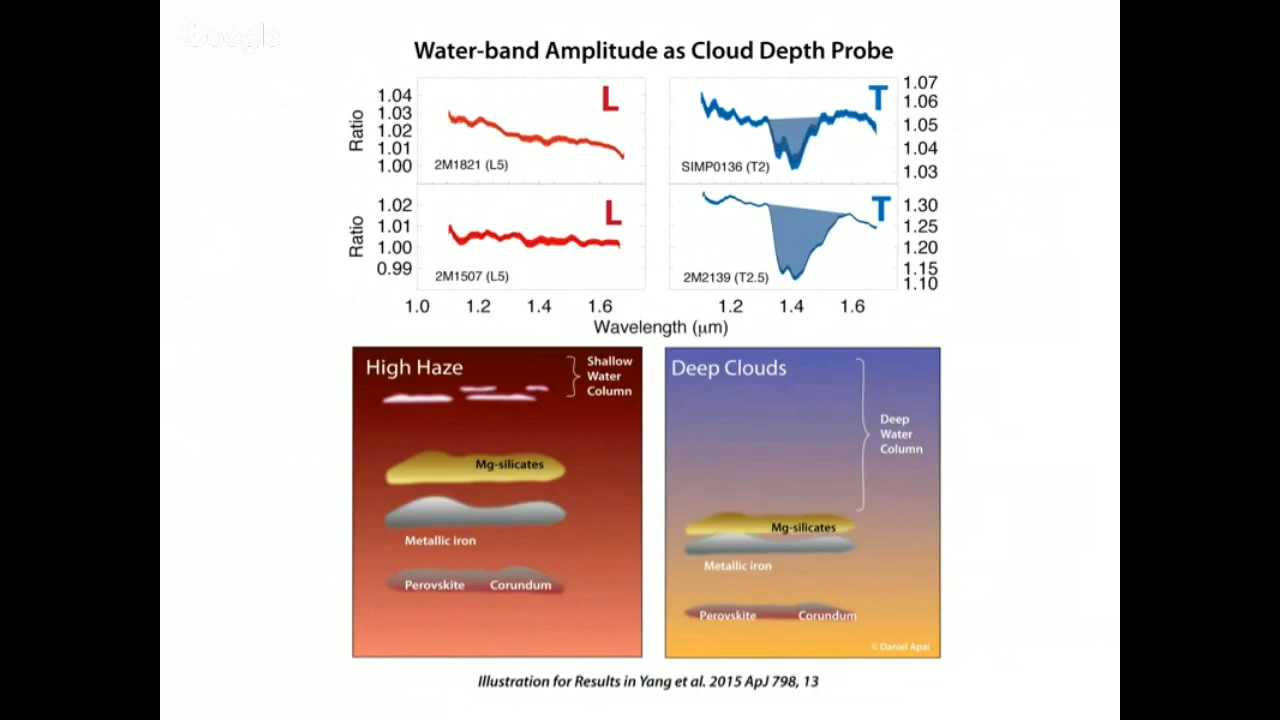 Google
Water-band Amplitude as Cloud Depth Probe
Ratio
1.04
1.03
1.02
1.01
1.00
L
2M1821 (L5)
T
SIMP0136 (T2)
1.07
1.06
1.05
1.04
1.03
Ratio
1.02
1.01
1.00
0.99
L
2M1507 (L5)
T
2M2139 (T2.5)
1.30
1.25
1.20
1.15
1.10
1.0 1.2 1.4 1.6
1.2 1.4 1.6
Wavelength (μm)
High Haze
Shallow
Water
Column
Mg-silicates
Metallic iron
Perovskite Corundum
Deep Clouds
Deep
Water
Column
Mg-silicates
Metallic iron
Perovskite Corundum
© Daniel Apai
Illustration for Results in Yang et al. 2015 ApJ 798, 13